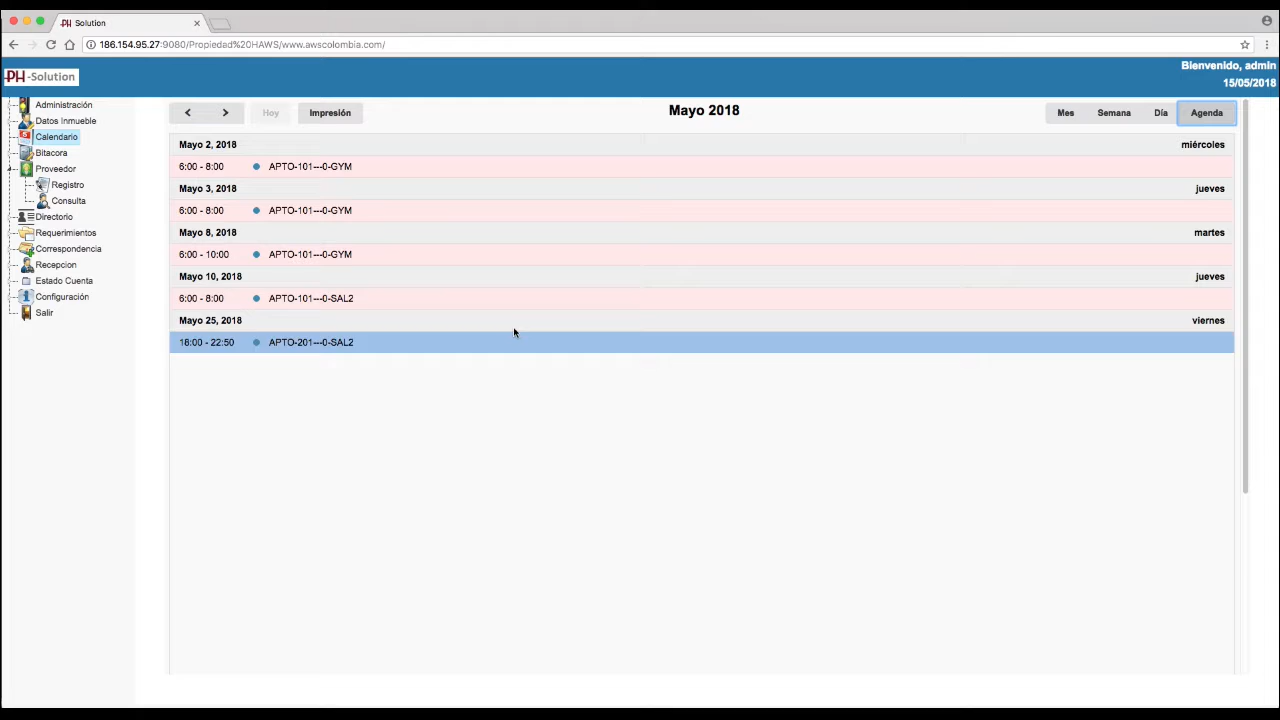 PH Solution
186.154.95.27:9080/Propiedad%20HAWS/www.awscolombia.com/
PH-Solution
Bienvenido, admin
15/05/2018
Administración
Datos Inmueble
Calendario
Bitacora
Proveedor
Registro
Consulta
Directorio
Requerimientos
Correspondencia
Recepcion
Estado Cuenta
Configuración
Salir
Hoy Impresión Mayo 2018 Mes Semana Día Agenda
Mayo 2, 2018 miércoles
6:00 - 8:00 APTO-101---0-GYM
Mayo 3, 2018 jueves
6:00 - 8:00 APTO-101---0-GYM
Mayo 8, 2018 martes
6:00 - 10:00 APTO-101---0-GYM
Mayo 10, 2018 jueves
6:00 - 8:00 APTO-101---0-SAL2
Mayo 25, 2018 viernes
18:00 - 22:50 APTO-201---0-SAL2